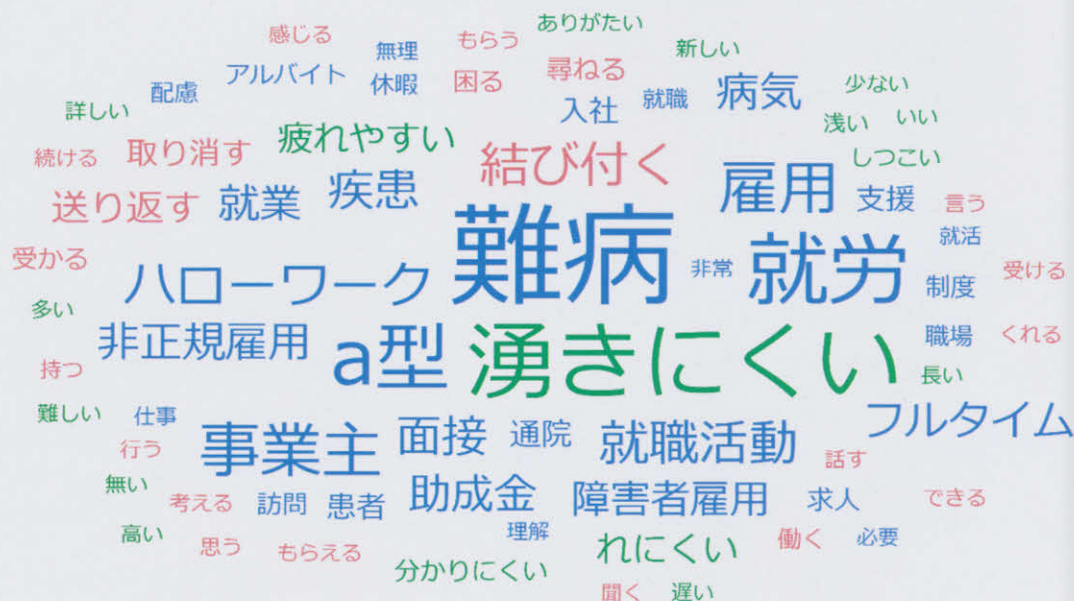 ありがたい
感じる 無理 もらう 新しい
アルバイト 休暇 困る 尋ねる 病気 少ない
詳しい 配慮 入社 就職 浅い いい
続ける 取り消す 疲れやすい 結び付く 雇用 しつこい
送り返す 就業 疾患 支援 言う
受かる ハローワーク 難病 非常 就労 就活 受ける
多い 制度
非正規雇用 a型 湧きにくい 職場 くれる
持つ 長い
難しい 仕事 事業主 面接 通院 就職活動 フルタイム
行う 話す
無い 考える 訪問 患者 助成金 障害者雇用 求人 できる
高い 思う もらえる 理解 れにくい 働く 必要
分かりにくい 聞く 遅い